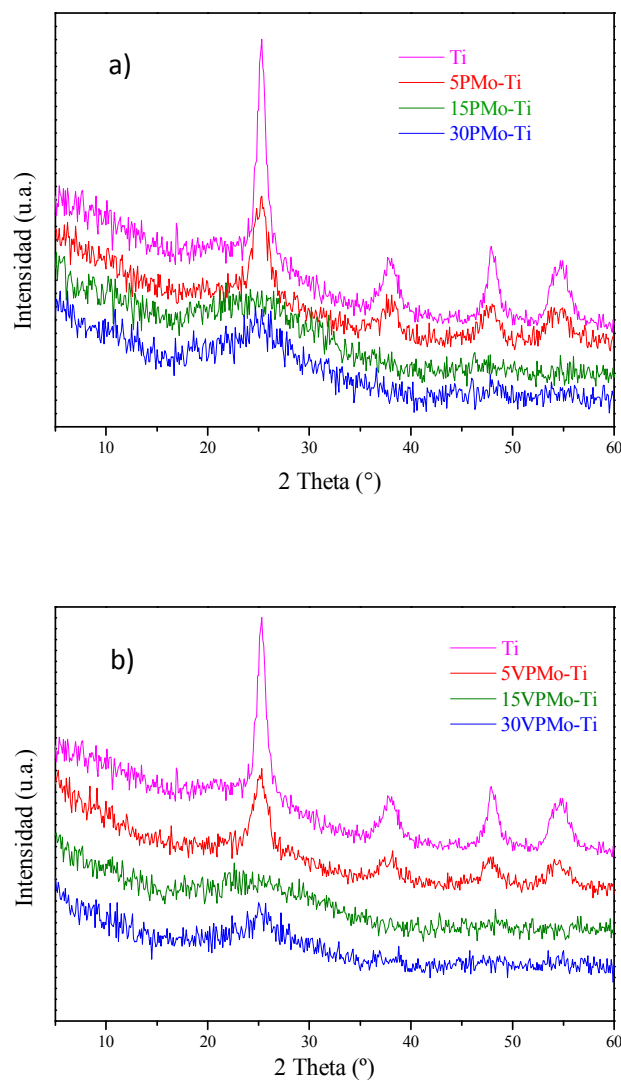 a)
Ti
5PMo-Ti
15PMo-Ti
30PMo-Ti
Intensidad (u.a.)
10 20 30 40 50 60
2 Theta (°)
b)
Ti
5VPMo-Ti
15VPMo-Ti
30VPMo-Ti
Intensidad (u.a.)
10 20 30 40 50 60
2 Theta (º)